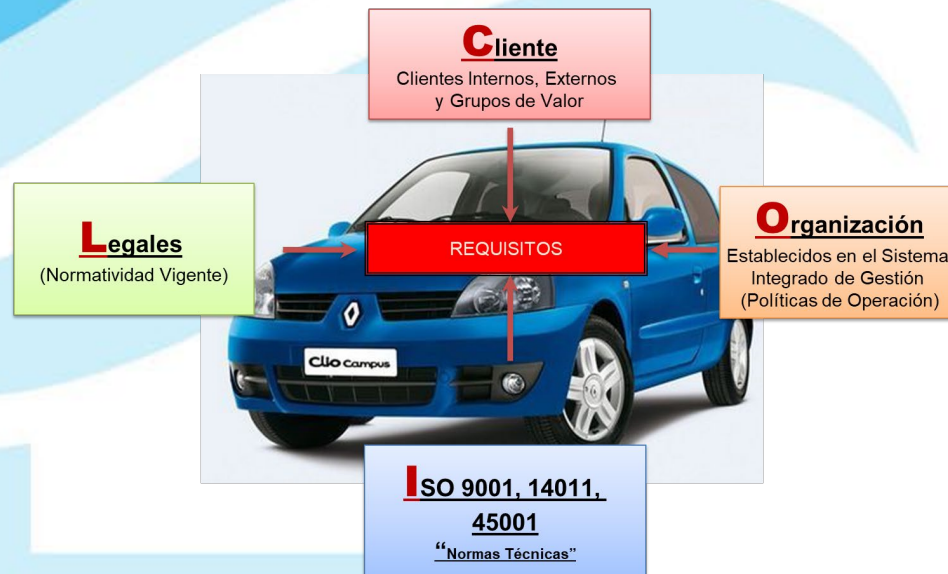 Cliente
Clientes Internos, Externos
y Grupos de Valor
Legales
(Normatividad Vigente)
REQUISITOS
Organización
Establecidos en el Sistema
Integrado de Gestión
(Políticas de Operación)
Clio Campus
ISO 9001, 14011,
45001
“Normas Técnicas”